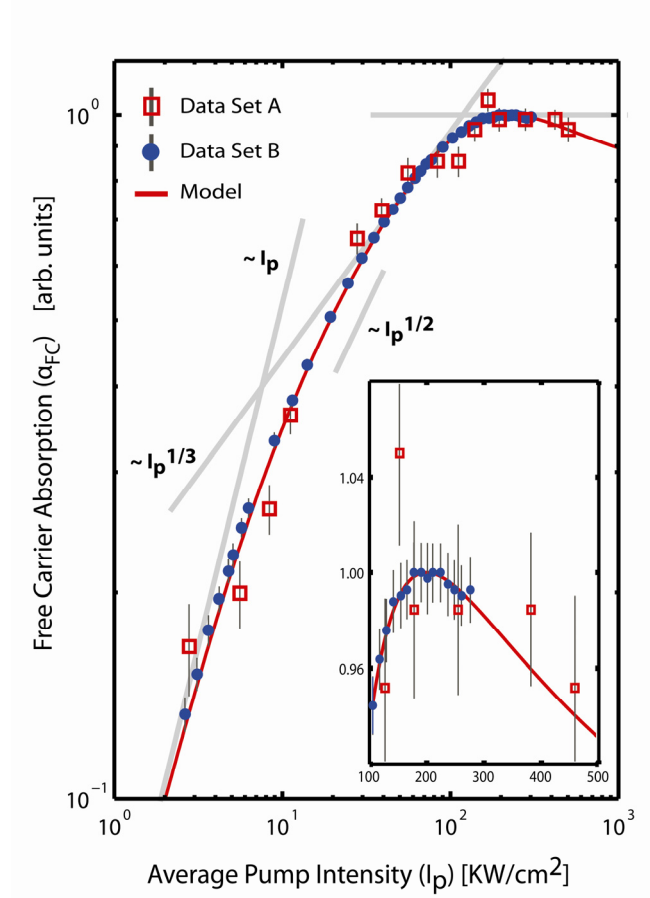 10⁰
Data Set A
Data Set B
Model
~ Ip
~ Ip1/2
~ Ip1/3
Free Carrier Absorption (αFC) [arb. units]
1.04
1.00
0.96
100 200 300 400 500
10⁻¹
10⁰ 10¹ 10² 10³
Average Pump Intensity (Ip) [KW/cm2]